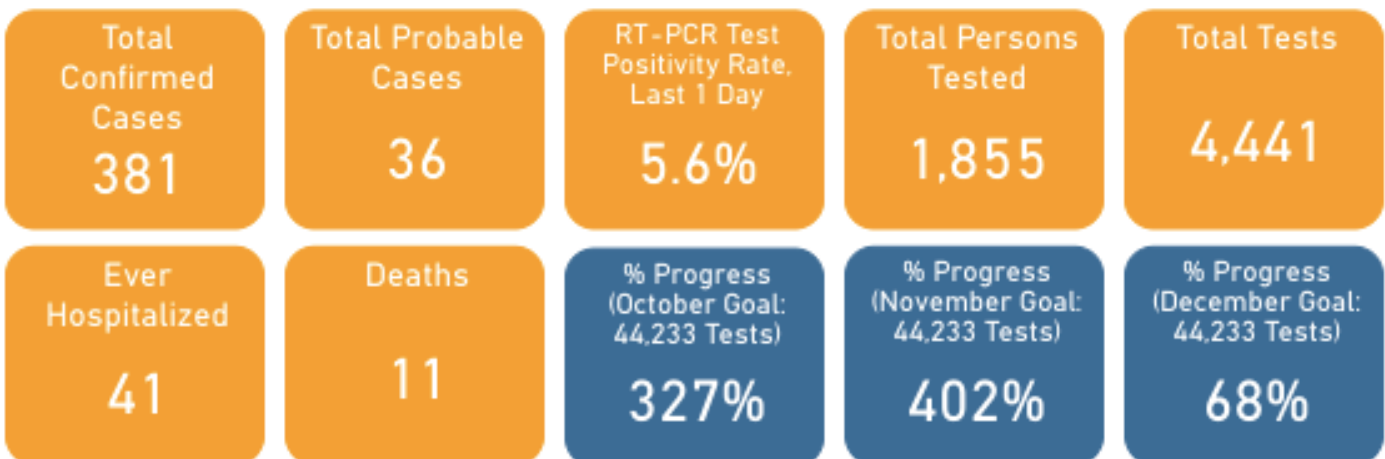 Total
Confirmed
Cases
381
Total Probable
Cases
36
RT-PCR Test
Positivity Rate,
Last 1 Day
5.6%
Total Persons
Tested
1,855
Total Tests
4,441
Ever
Hospitalized
41
Deaths
11
% Progress
(October Goal:
44,233 Tests)
327%
% Progress
(November Goal:
44,233 Tests)
402%
% Progress
(December Goal:
44,233 Tests)
68%